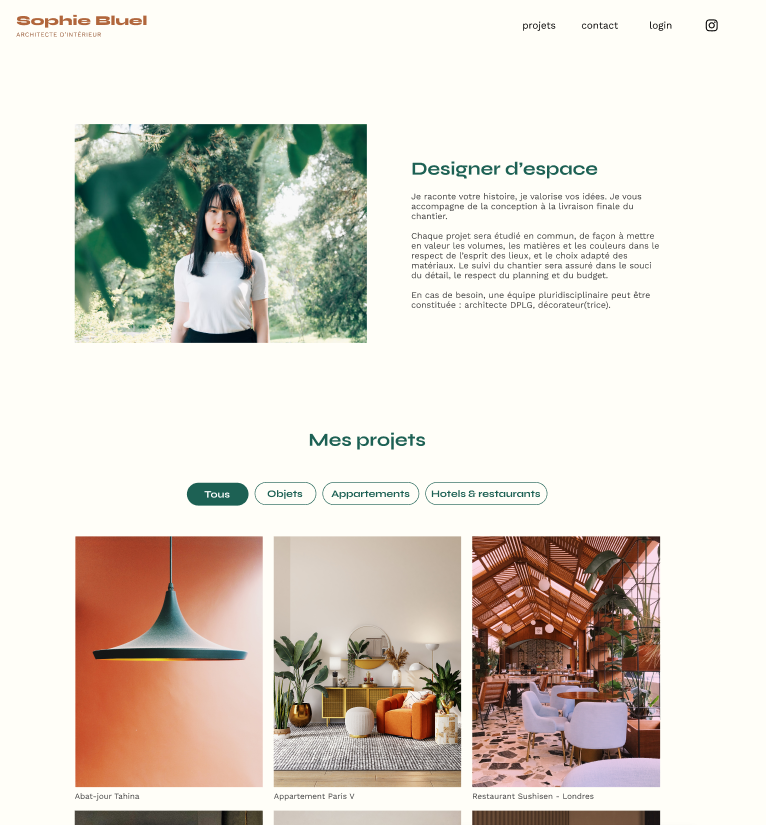 Sophie Bluel
ARCHITECTE D'INTÉRIEUR
projets contact login
Designer d'espace
Je raconte votre histoire, je valorise vos idées. Je vous
accompagne de la conception à la livraison finale du
chantier.
Chaque projet sera étudié en commun, de façon à mettre
en valeur les volumes, les matières et les couleurs dans le
respect de l'esprit des lieux, et le choix adapté des
matériaux. Le suivi du chantier sera assuré dans le souci
du détail, le respect du planning et du budget.
En cas de besoin, une équipe pluridisciplinaire peut être
constituée : architecte DPLG, décorateur(trice).
Mes projets
Tous Objets Appartements Hotels & restaurants
Abat-jour Tahina
Appartement Paris V
Restaurant Sushisen - Londres